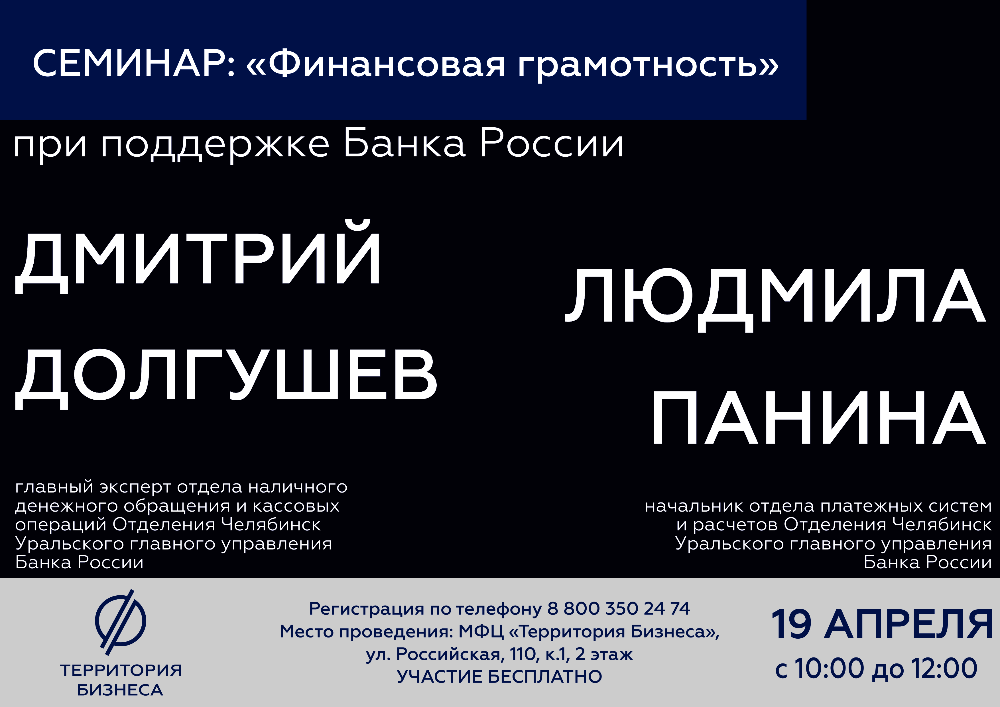 СЕМИНАР: «Финансовая грамотность»
при поддержке Банка России
ДМИТРИЙ
ДОЛГУШЕВ
главный эксперт отдела наличного
денежного обращения и кассовых
операций Отделения Челябинск
Уральского главного управления
Банка России
ЛЮДМИЛА
ПАНИНА
начальник отдела платежных систем
и расчетов Отделения Челябинск
Уральского главного управления
Банка России
ТЕРРИТОРИЯ
БИЗНЕСА
Регистрация по телефону 8 800 350 24 74
Место проведения: МФЦ «Территория Бизнеса»,
ул. Российская, 110, к.1, 2 этаж
УЧАСТИЕ БЕСПЛАТНО
19 АПРЕЛЯ
с 10:00 до 12:00